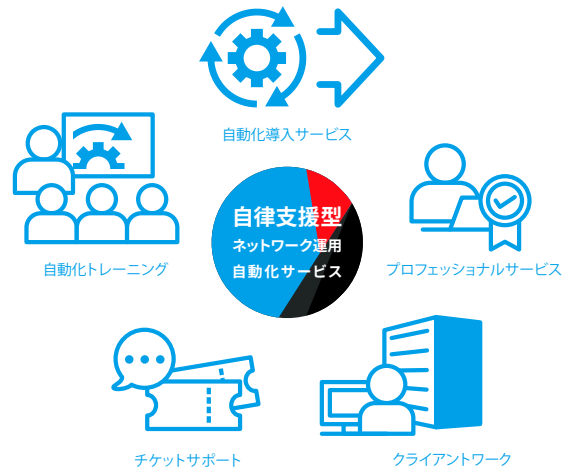 自動化導入サービス
自律支援型
ネットワーク運用
自動化サービス
自動化トレーニング
プロフェッショナルサービス
チケットサポート
クライアントワーク